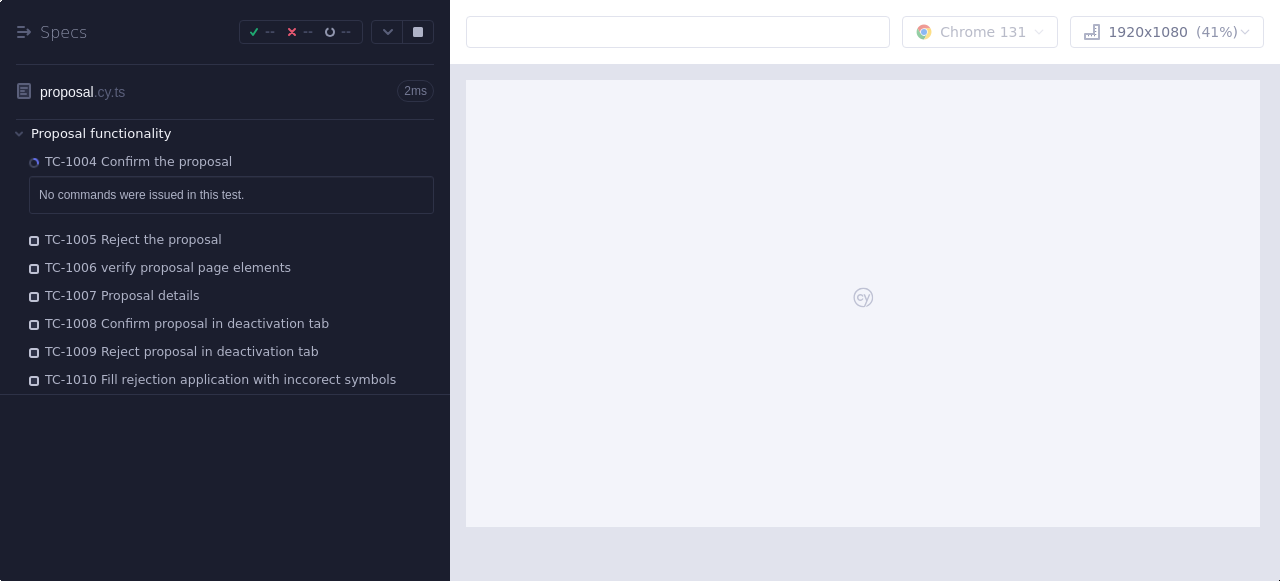 Specs
-- -- --
Chrome 131
1920x1080 (41%)
proposal.cy.ts
2ms
Proposal functionality
TC-1004 Confirm the proposal
No commands were issued in this test.
TC-1005 Reject the proposal
TC-1006 verify proposal page elements
TC-1007 Proposal details
TC-1008 Confirm proposal in deactivation tab
TC-1009 Reject proposal in deactivation tab
TC-1010 Fill rejection application with inccorect symbols
cy